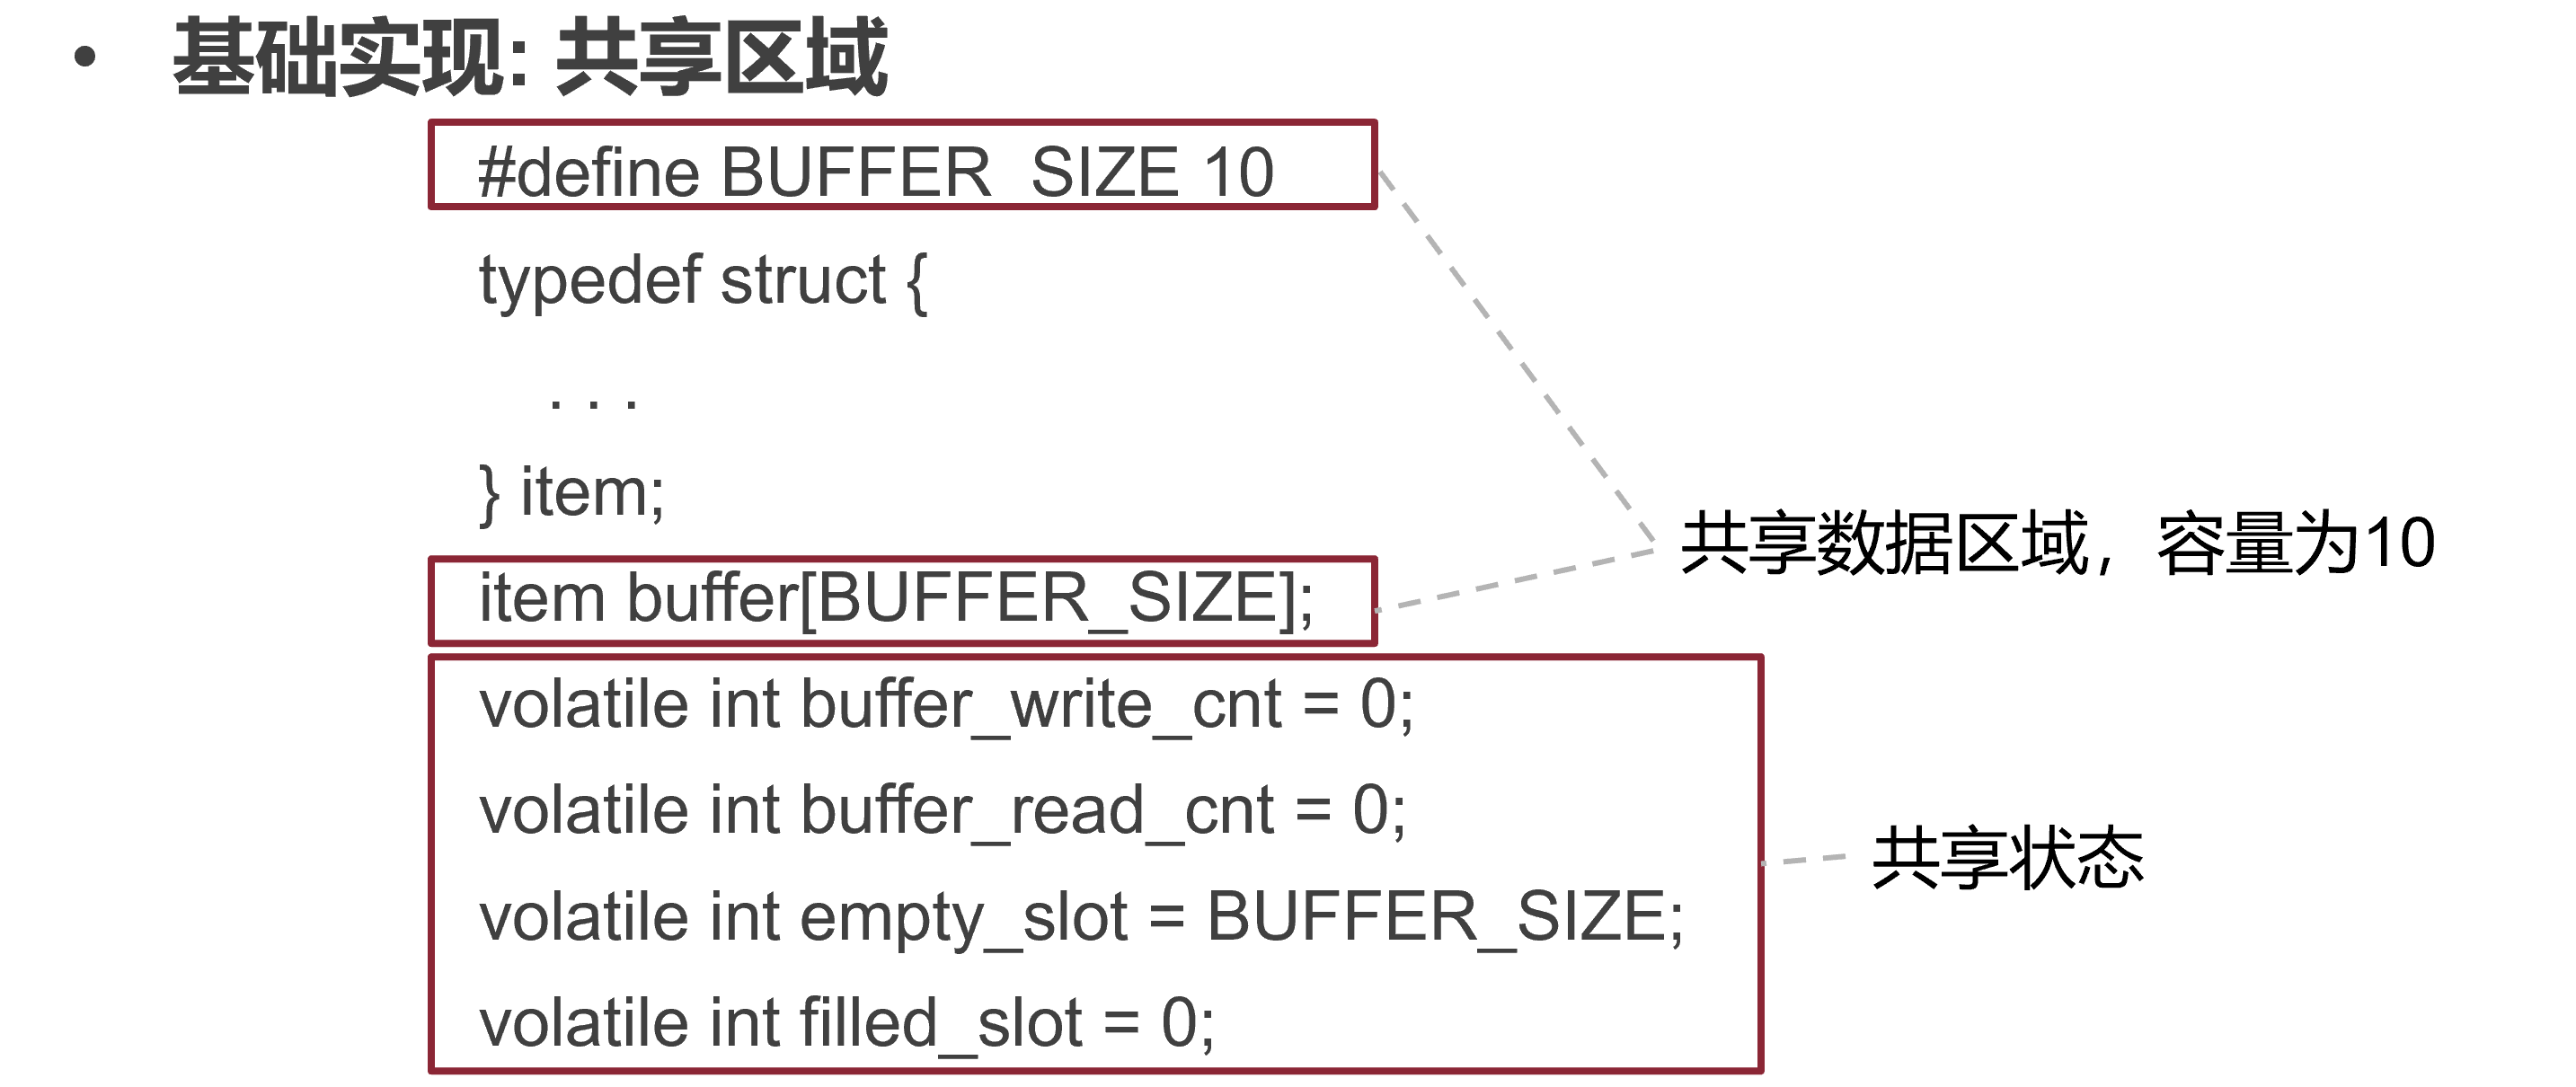 • 基础实现: 共享区域
#define BUFFER_SIZE 10
typedef struct {
. . .
} item;
共享数据区域，容量为10
item buffer[BUFFER_SIZE];
volatile int buffer_write_cnt = 0;
volatile int buffer_read_cnt = 0;
共享状态
volatile int empty_slot = BUFFER_SIZE;
volatile int filled_slot = 0;